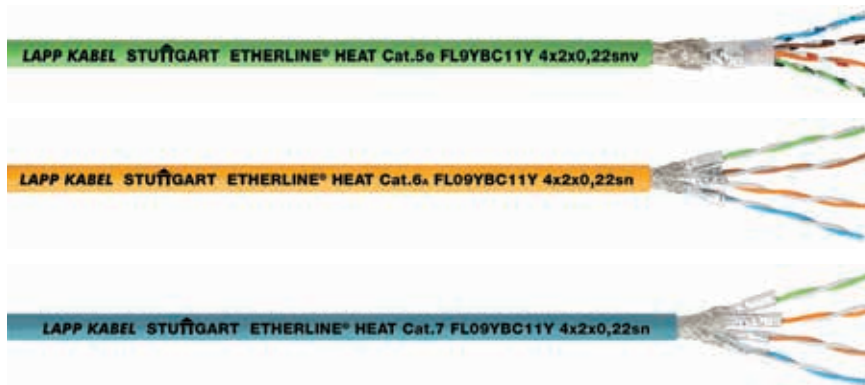 LAPP KABEL STUTTGART ETHERLINE® HEAT Cat.5e FL9YBC11Y 4x2x0,22snv
LAPP KABEL STUTTGART ETHERLINE® HEAT Cat.6A FL09YBC11Y 4x2x0,22sn
LAPP KABEL STUTTGART ETHERLINE® HEAT Cat.7 FL09YBC11Y 4x2x0,22sn